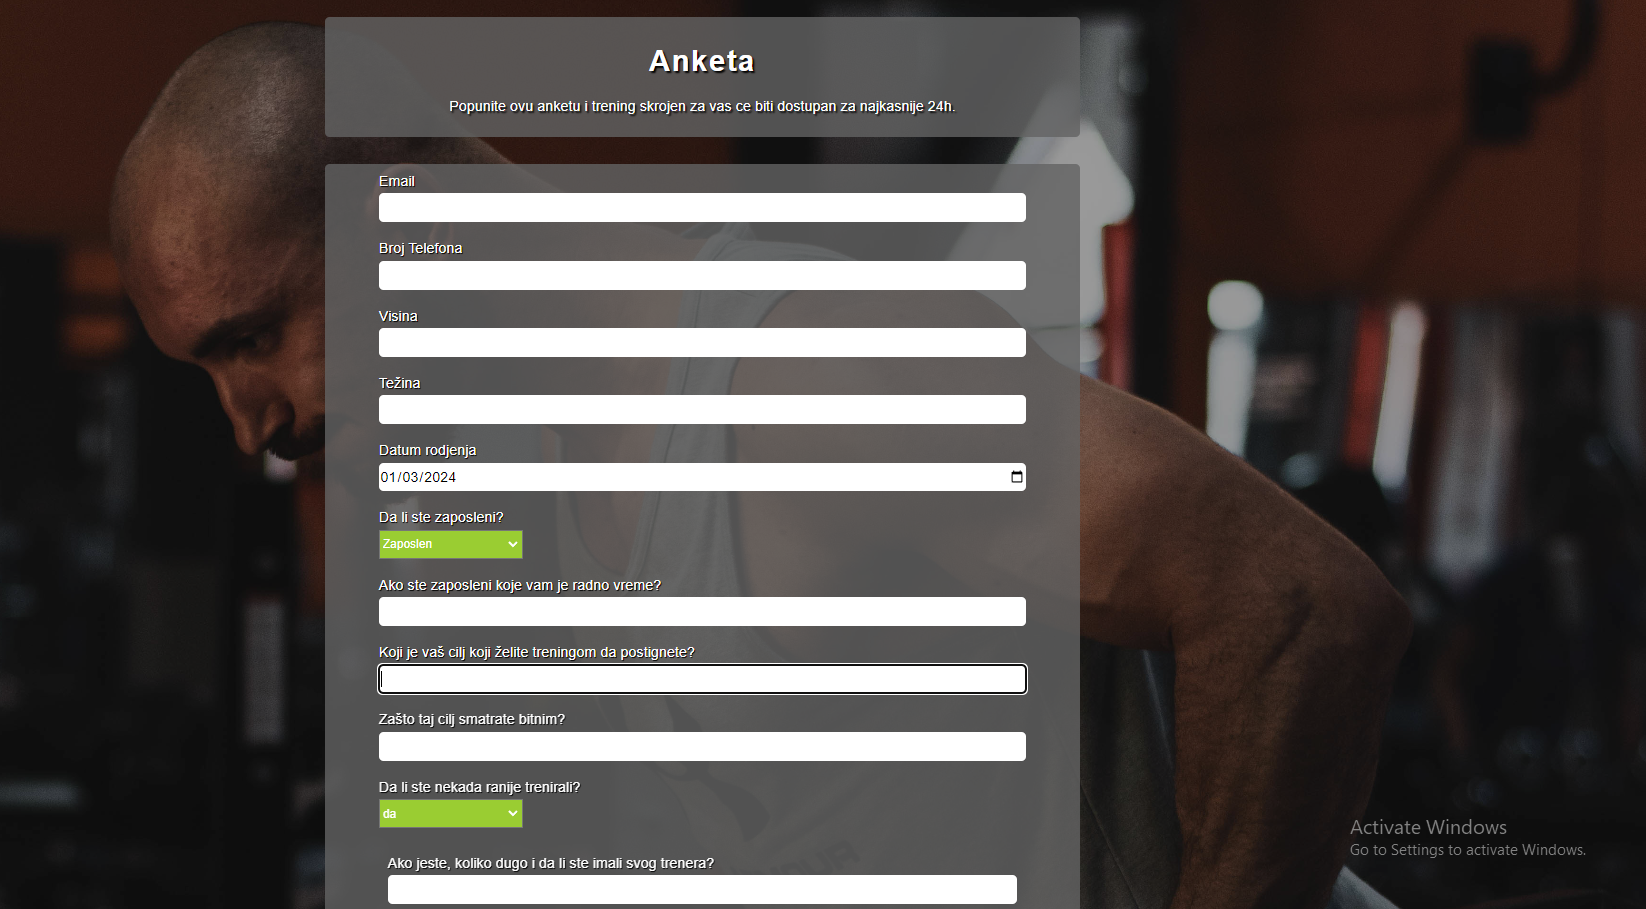 Anketa
Popunite ovu anketu i trening skrojen za vas ce biti dostupan za najkasnije 24h.
Email
Broj Telefona
Visina
Težina
Datum rodjenja
01/03/2024
Da li ste zaposleni?
Zaposlen
Ako ste zaposleni koje vam je radno vreme?
Koji je vaš cilj koji želite treningom da postignete?
Zašto taj cilj smatrate bitnim?
Da li ste nekada ranije trenirali?
da
Ako jeste, koliko dugo i da li ste imali svog trenera?
Activate Windows
Go to Settings to activate Windows.